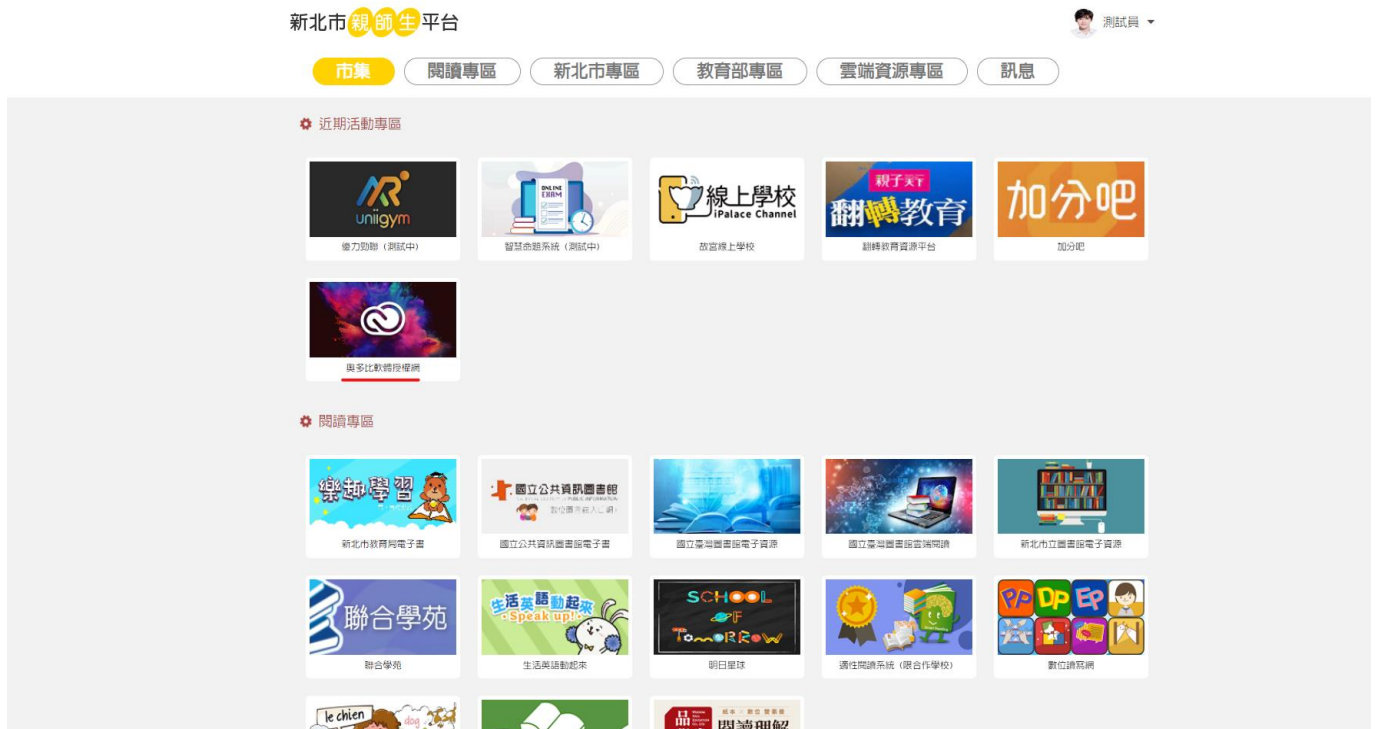 新北市親師生平台
測試員
市集
閱讀專區
新北市專區
教育部專區
雲端資源專區
訊息
近期活動專區
uniigym
優力勁聯(測試中)
ONLINE
EXAM
智慧命題系統(測試中)
線上學校
iPalace Channel
故宮線上學校
親子天下
翻轉教育
翻轉教育資源平台
加分吧
加分吧
奧多比軟體授權網
閱讀專區
樂趣學習
新北市教育局電子書
國立公共資訊圖書館
國立公共資訊圖書館電子書
國立臺灣圖書館電子資源
國立臺灣圖書館雲端閱讀
新北市立圖書館電子資源
聯合學苑
聯合學苑
生活英語動起來
Speak up!
生活英語動起來
SCHOOL
OF
TomoRRow
明日星球
適性閱讀系統(限合作學校)
PP DP EP
數位讀寫網
le chien
dog
品
閱讀理解